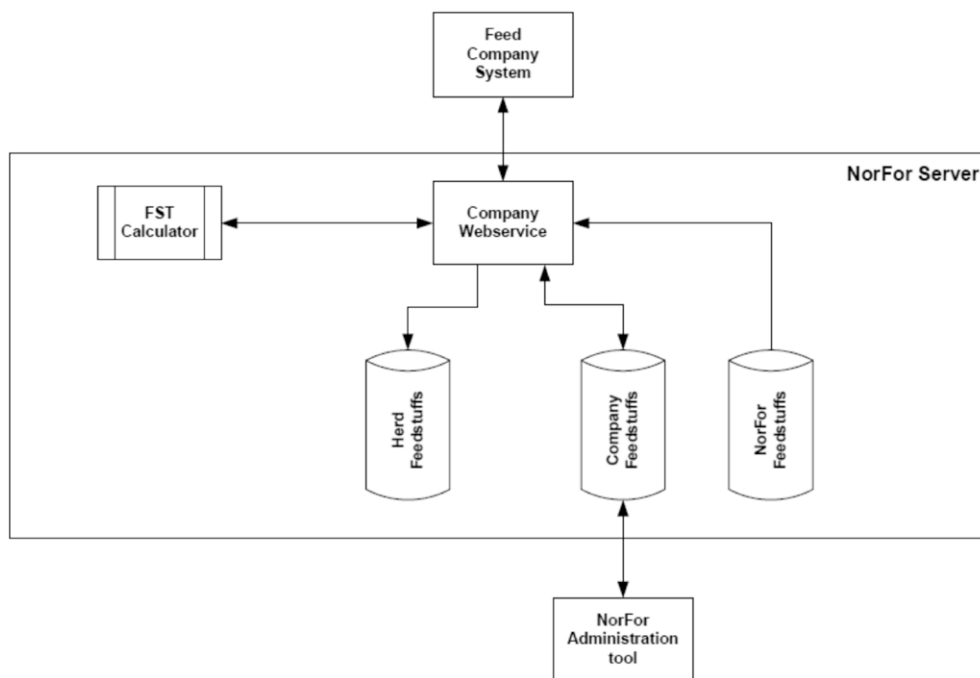 Feed
Company
System
NorFor Server
FST
Calculator
Company
Webservice
Herd
Feedstuffs
Company
Feedstuffs
NorFor
Feedstuffs
NorFor
Administration
tool